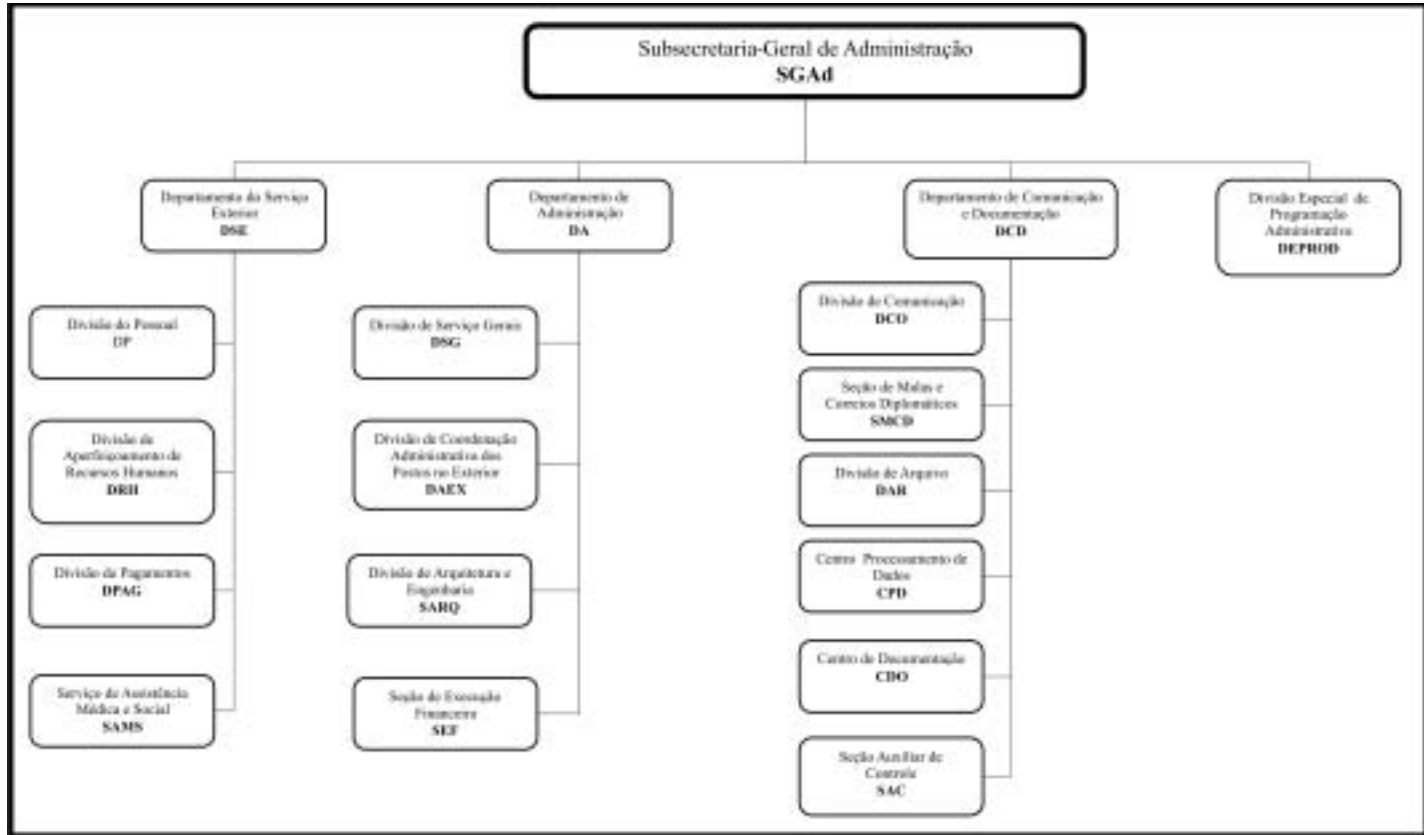 Subsecretaria-Geral de Administração
SGAd
Departamento do Serviço
Exterior
DSE
Departamento de
Administração
DA
Departamento de Comunicação
e Documentação
DCD
Divisão Especial de
Programação
Administrativa
DEPROD
Divisão do Pessoal
DP
Divisão de
Aperfeiçoamento de
Recursos Humanos
DRH
Divisão de Pagamentos
DPAG
Serviço de Assistência
Médica e Social
SAMS
Divisão de Serviço Gerais
DSG
Divisão de Coordenação
Administrativa dos
Postos no Exterior
DAEX
Divisão de Arquitetura e
Engenharia
SARQ
Seção de Execução
Financeira
SEF
Divisão de Comunicação
DCO
Seção de Malas e
Correios Diplomáticos
SMCD
Divisão de Arquivo
DAR
Centro Processamento de
Dados
CPD
Centro de Documentação
CDO
Seção Auxiliar de
Controle
SAC